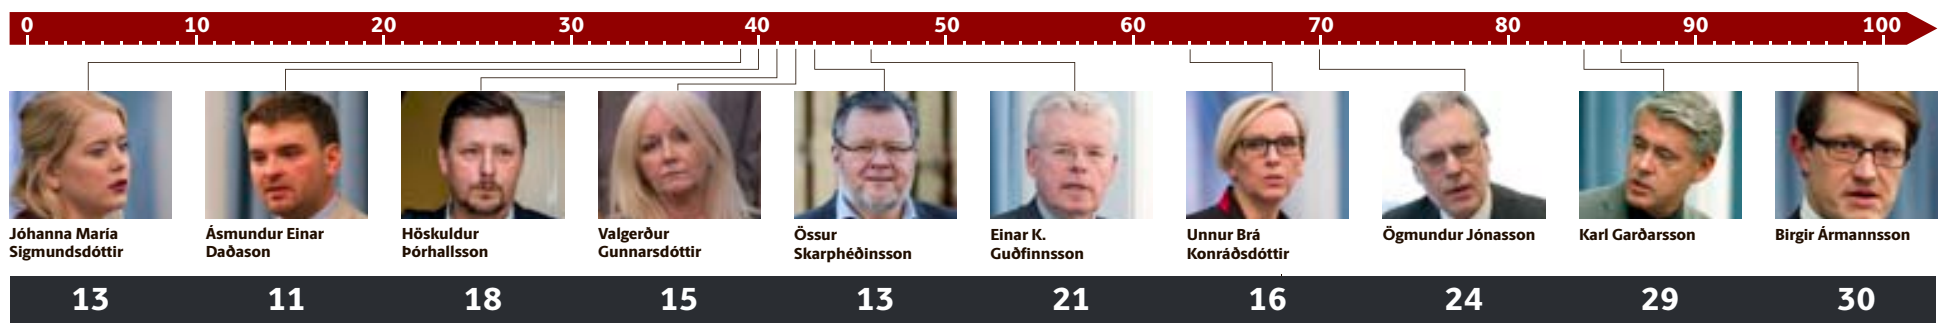 0 10 20 30 40 50 60 70 80 90 100
Jóhanna María
Sigmundsdóttir
Ásmundur Einar
Daðason
Höskuldur
Þórhallsson
Valgerður
Gunnarsdóttir
Össur
Skarphéðinsson
Einar K.
Guðfinnsson
Unnur Brá
Konráðsdóttir
Ögmundur Jónasson
Karl Garðarsson
Birgir Ármannsson
13 11 18 15 13 21 16 24 29 30